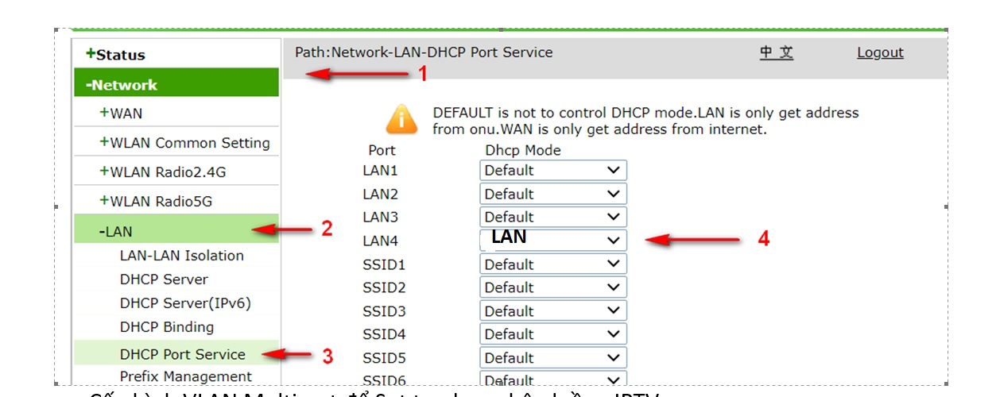 +Status
Path:Network-LAN-DHCP Port Service 中 文 Logout
-Network 1
+WAN
DEFAULT is not to control DHCP mode.LAN is only get address
from onu.WAN is only get address from internet.
+WLAN Common Setting
+WLAN Radio2.4G
+WLAN Radio5G
-LAN 2
LAN-LAN Isolation
DHCP Server
DHCP Server(IPv6)
DHCP Binding
DHCP Port Service 3
Prefix Management
Port Dhcp Mode
LAN1 Default
LAN2 Default
LAN3 Default
LAN4 LAN 4
SSID1 Default
SSID2 Default
SSID3 Default
SSID4 Default
SSID5 Default
SSID6 Default
VLAN Multicast để IPTV